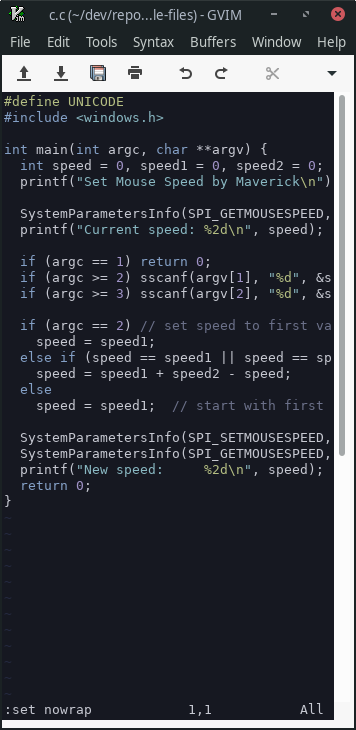 c.c (~/dev/repo...le-files) - GVIM
File Edit Tools Syntax Buffers Window Help
#define UNICODE
#include <windows.h>

int main(int argc, char **argv) {
  int speed = 0, speed1 = 0, speed2 = 0;
  printf("Set Mouse Speed by Maverick\n")

  SystemParametersInfo(SPI_GETMOUSESPEED,
  printf("Current speed: %2d\n", speed);

  if (argc == 1) return 0;
  if (argc >= 2) sscanf(argv[1], "%d", &s
  if (argc >= 3) sscanf(argv[2], "%d", &s

  if (argc == 2) // set speed to first va
    speed = speed1;
  else if (speed == speed1 || speed == sp
    speed = speed1 + speed2 - speed;
  else
    speed = speed1;  // start with first

  SystemParametersInfo(SPI_SETMOUSESPEED,
  SystemParametersInfo(SPI_GETMOUSESPEED,
  printf("New speed:     %2d\n", speed);
  return 0;
}
~
~
~
~
~
~
~
~
~
~
~
~
:set nowrap            1,1           All